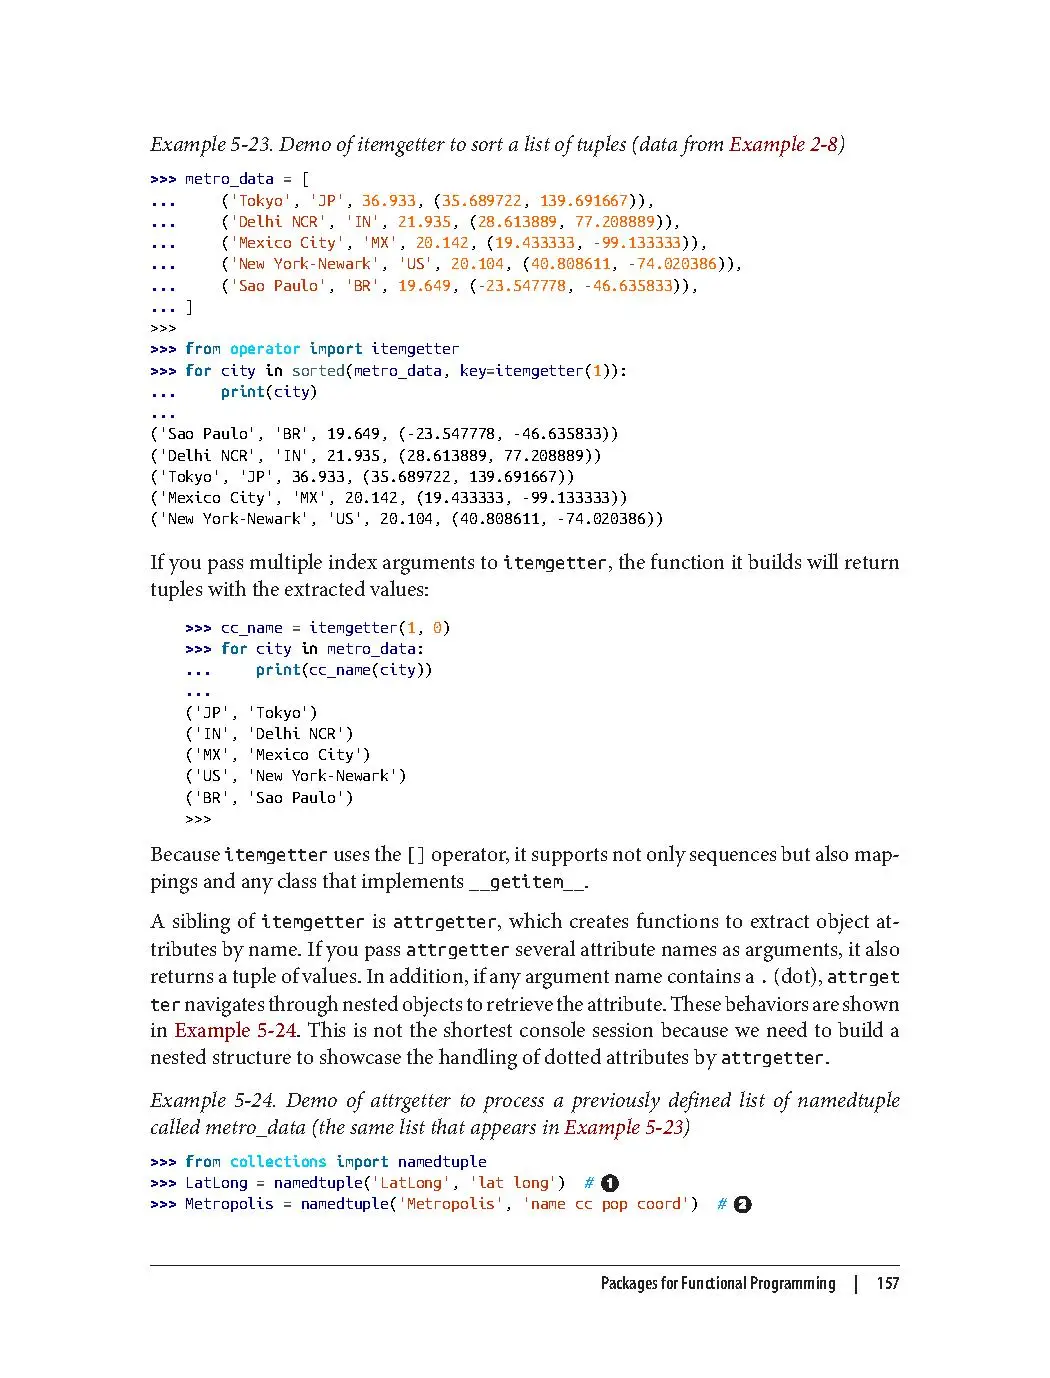 Example 5-23. Demo of itemgetter to sort a list of tuples (data from Example 2-8)
>>> metro_data = [
...     ('Tokyo', 'JP', 36.933, (35.689722, 139.691667)),
...     ('Delhi NCR', 'IN', 21.935, (28.613889, 77.208889)),
...     ('Mexico City', 'MX', 20.142, (19.433333, -99.133333)),
...     ('New York-Newark', 'US', 20.104, (40.808611, -74.020386)),
...     ('Sao Paulo', 'BR', 19.649, (-23.547778, -46.635833)),
... ]
>>>
>>> from operator import itemgetter
>>> for city in sorted(metro_data, key=itemgetter(1)):
...     print(city)
...
('Sao Paulo', 'BR', 19.649, (-23.547778, -46.635833))
('Delhi NCR', 'IN', 21.935, (28.613889, 77.208889))
('Tokyo', 'JP', 36.933, (35.689722, 139.691667))
('Mexico City', 'MX', 20.142, (19.433333, -99.133333))
('New York-Newark', 'US', 20.104, (40.808611, -74.020386))
If you pass multiple index arguments to itemgetter, the function it builds will return
tuples with the extracted values:
>>> cc_name = itemgetter(1, 0)
>>> for city in metro_data:
...     print(cc_name(city))
...
('JP', 'Tokyo')
('IN', 'Delhi NCR')
('MX', 'Mexico City')
('US', 'New York-Newark')
('BR', 'Sao Paulo')
>>>
Because itemgetter uses the [] operator, it supports not only sequences but also map-
pings and any class that implements __getitem__.
A sibling of itemgetter is attrgetter, which creates functions to extract object at-
tributes by name. If you pass attrgetter several attribute names as arguments, it also
returns a tuple of values. In addition, if any argument name contains a . (dot), attrget
ter navigates through nested objects to retrieve the attribute. These behaviors are shown
in Example 5-24. This is not the shortest console session because we need to build a
nested structure to showcase the handling of dotted attributes by attrgetter.
Example 5-24. Demo of attrgetter to process a previously defined list of namedtuple
called metro_data (the same list that appears in Example 5-23)
>>> from collections import namedtuple
>>> LatLong = namedtuple('LatLong', 'lat long')  # ❶
>>> Metropolis = namedtuple('Metropolis', 'name cc pop coord')  # ❷
Packages for Functional Programming | 157